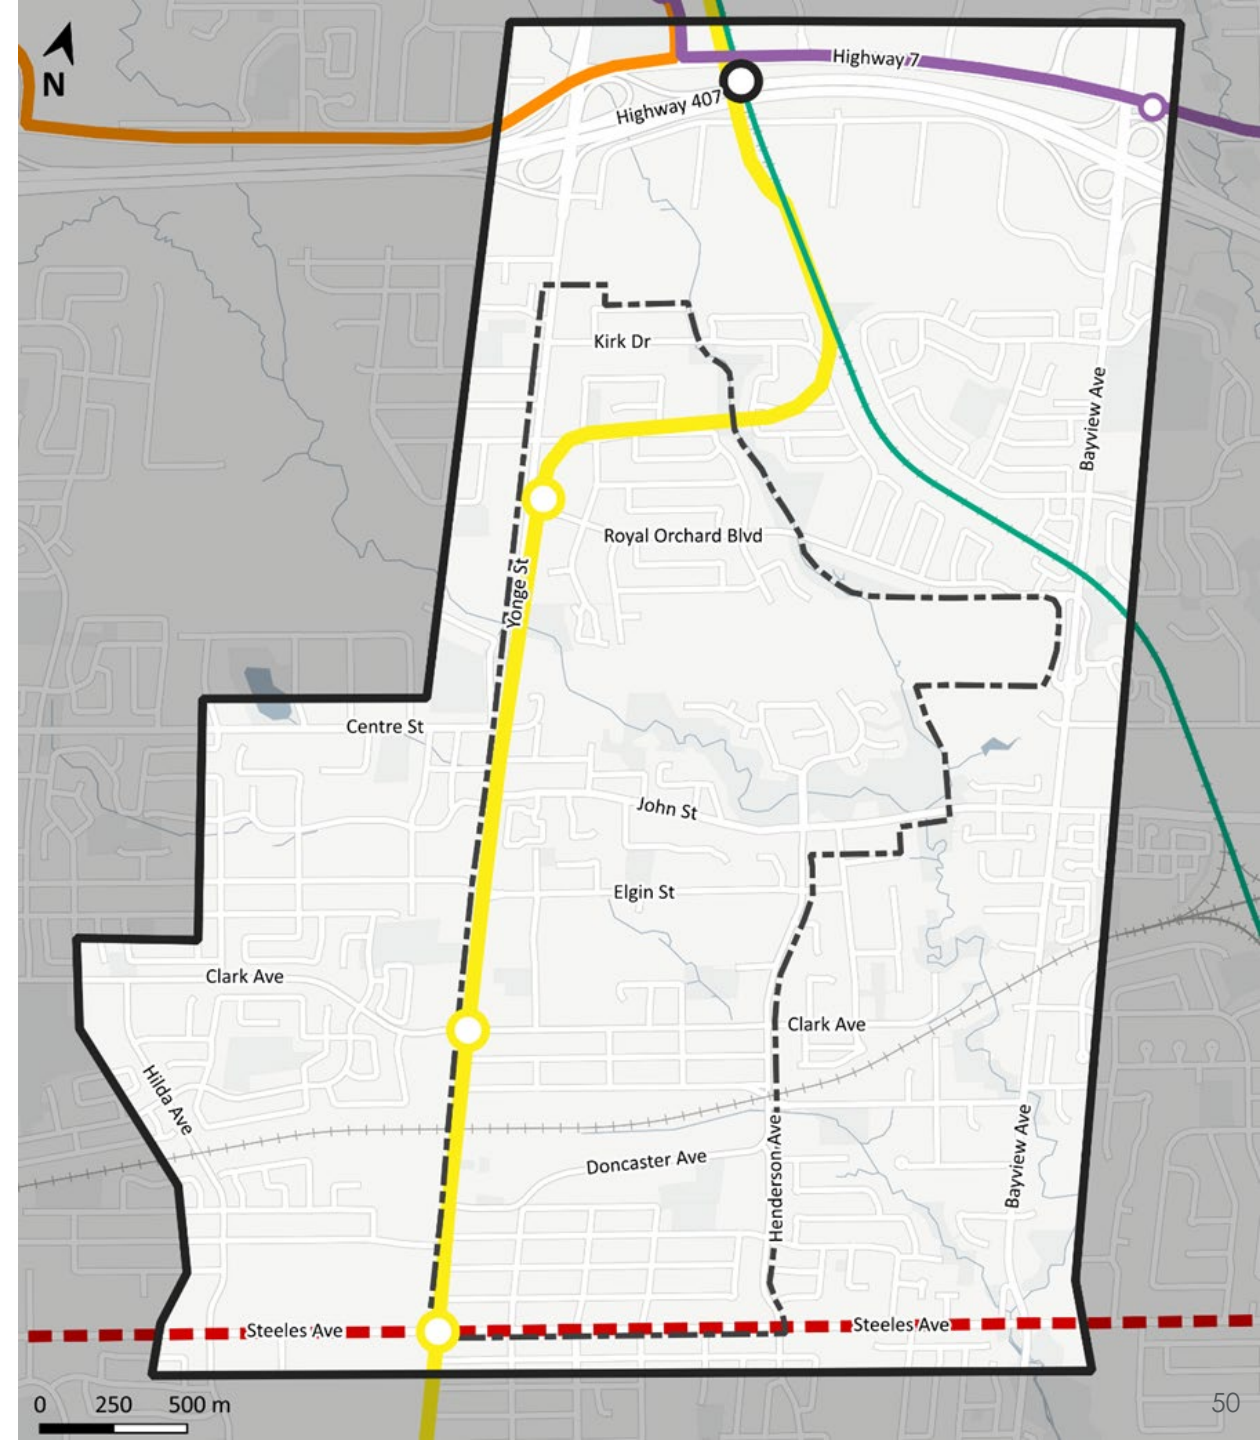 N
Highway 7
Highway 407
Kirk Dr
Bayview Ave
Royal Orchard Blvd
Yonge St
Centre St
John St
Elgin St
Clark Ave
Clark Ave
Hilda Ave
Doncaster Ave
Henderson Ave
Bayview Ave
Steeles Ave
Steeles Ave
0 250 500 m
50